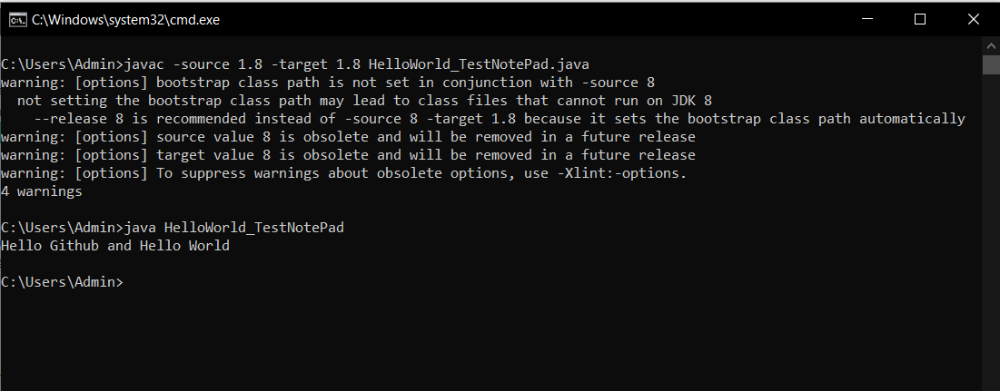 C:\Windows\system32\cmd.exe
C:\Users\Admin>javac -source 1.8 -target 1.8 HelloWorld_TestNotePad.java
warning: [options] bootstrap class path is not set in conjunction with -source 8
  not setting the bootstrap class path may lead to class files that cannot run on JDK 8
    --release 8 is recommended instead of -source 8 -target 1.8 because it sets the bootstrap class path automatically
warning: [options] source value 8 is obsolete and will be removed in a future release
warning: [options] target value 8 is obsolete and will be removed in a future release
warning: [options] To suppress warnings about obsolete options, use -Xlint:-options.
4 warnings
C:\Users\Admin>java HelloWorld_TestNotePad
Hello Github and Hello World
C:\Users\Admin>